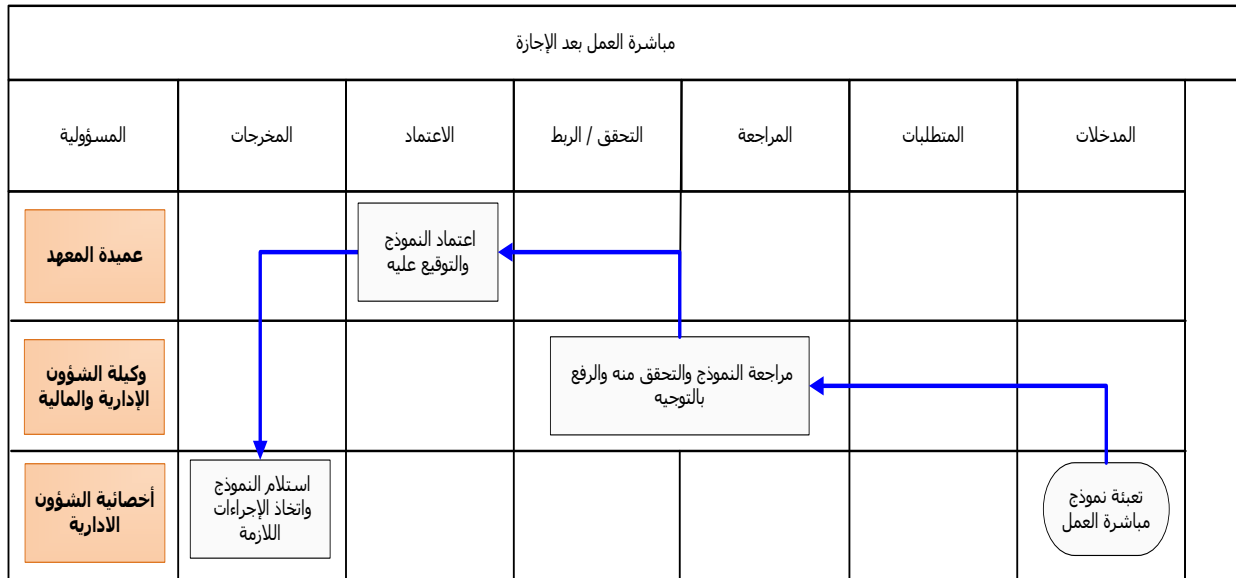 مباشرة العمل بعد الإجازة
المدخلات
المتطلبات
المراجعة
التحقق / الربط
الاعتماد
المخرجات
المسؤولية
اعتماد النموذج
والتوقيع عليه
عميدة المعهد
مراجعة النموذج والتحقق منه والرفع
بالتوجيه
وكيلة الشؤون
الإدارية والمالية
تعبئة نموذج
مباشرة العمل
استلام النموذج
واتخاذ الإجراءات
اللازمة
أخصائية الشؤون
الادارية